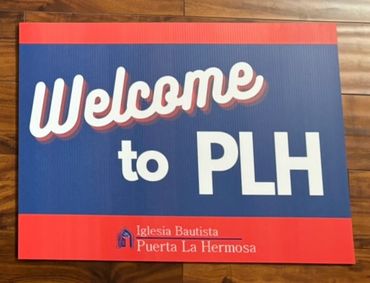 Welcome
to PLH
Iglesia Bautista
Puerta La Hermosa